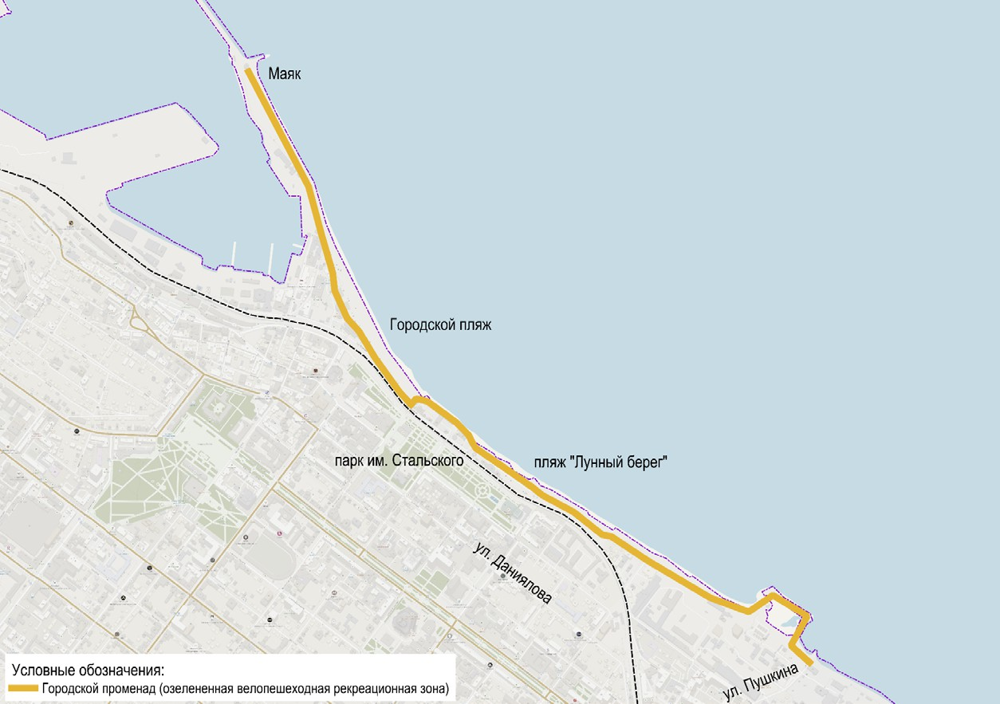 Маяк
Городской пляж
парк им. Стальского
пляж "Лунный берег"
ул. Даниялова
ул. Пушкина
Условные обозначения:
Городской променад (озелененная велопешеходная рекреационная зона)